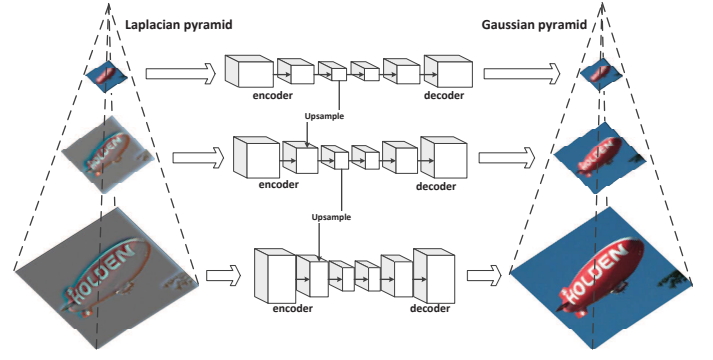 Laplacian pyramid
Gaussian pyramid
encoder
decoder
Upsample
HOLDEN
HOLDEN
encoder
decoder
Upsample
HOLDEN
HOLDEN
encoder
decoder